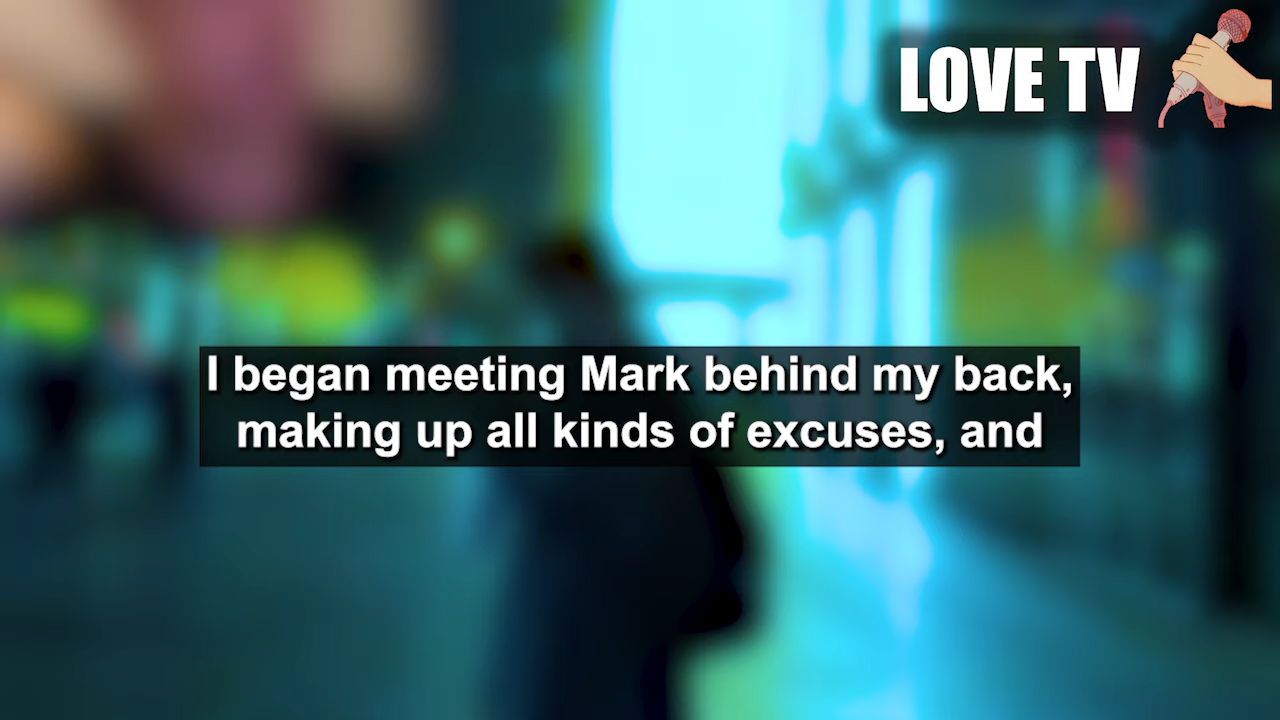 LOVE TV
I began meeting Mark behind my back,
making up all kinds of excuses, and